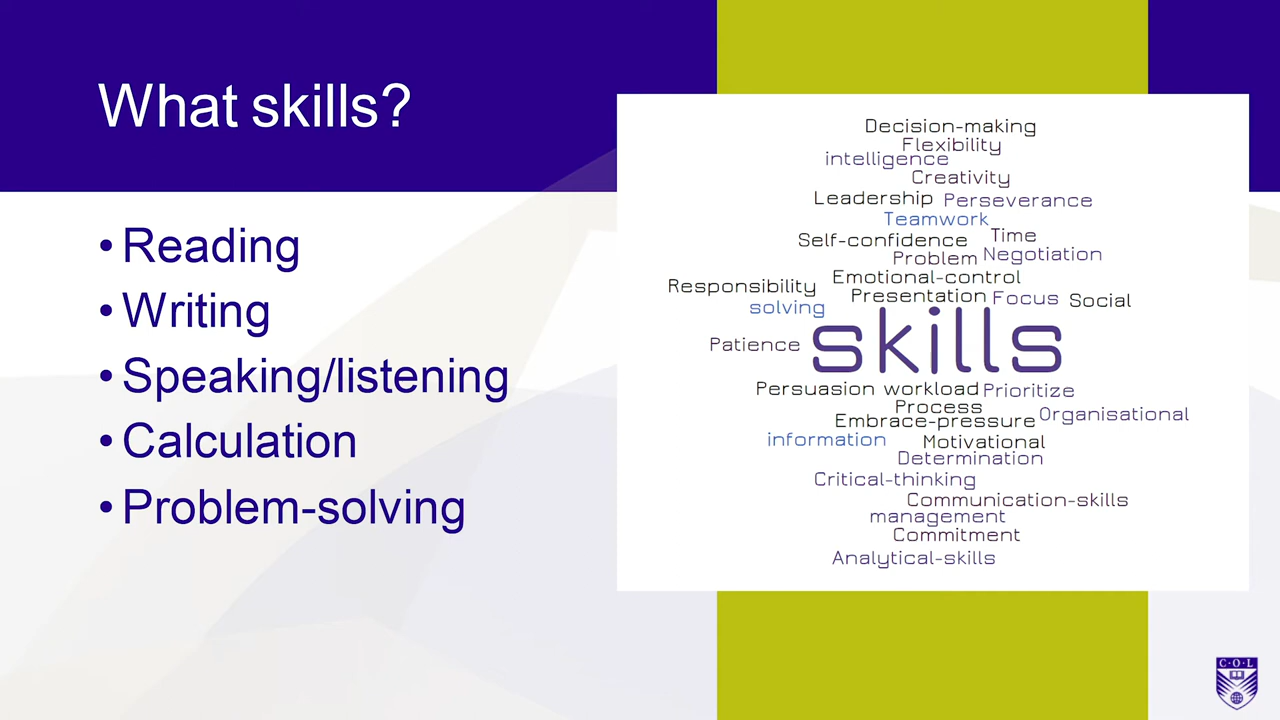 What skills?
• Reading
• Writing
• Speaking/listening
• Calculation
• Problem-solving
Decision-making
Flexibility
intelligence
Creativity
Leadership Perseverance
Teamwork
Self-confidence Time
Problem Negotiation
Emotional-control
Responsibility Presentation Focus Social
solving
Patience skills
Persuasion workload Prioritize
Process
Embrace-pressure Organisational
information Motivational
Determination
Critical-thinking
Communication-skills
management
Commitment
Analytical-skills
C·O·L